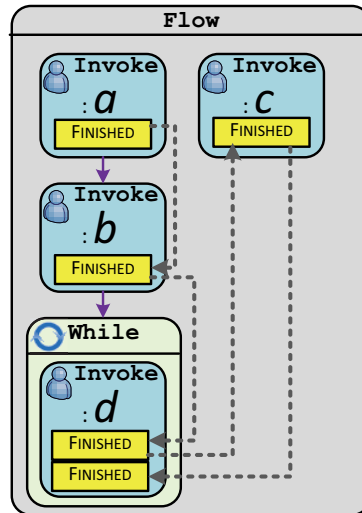 Flow
Invoke
: a
FINISHED
Invoke
: c
FINISHED
Invoke
: b
FINISHED
While
Invoke
: d
FINISHED
FINISHED